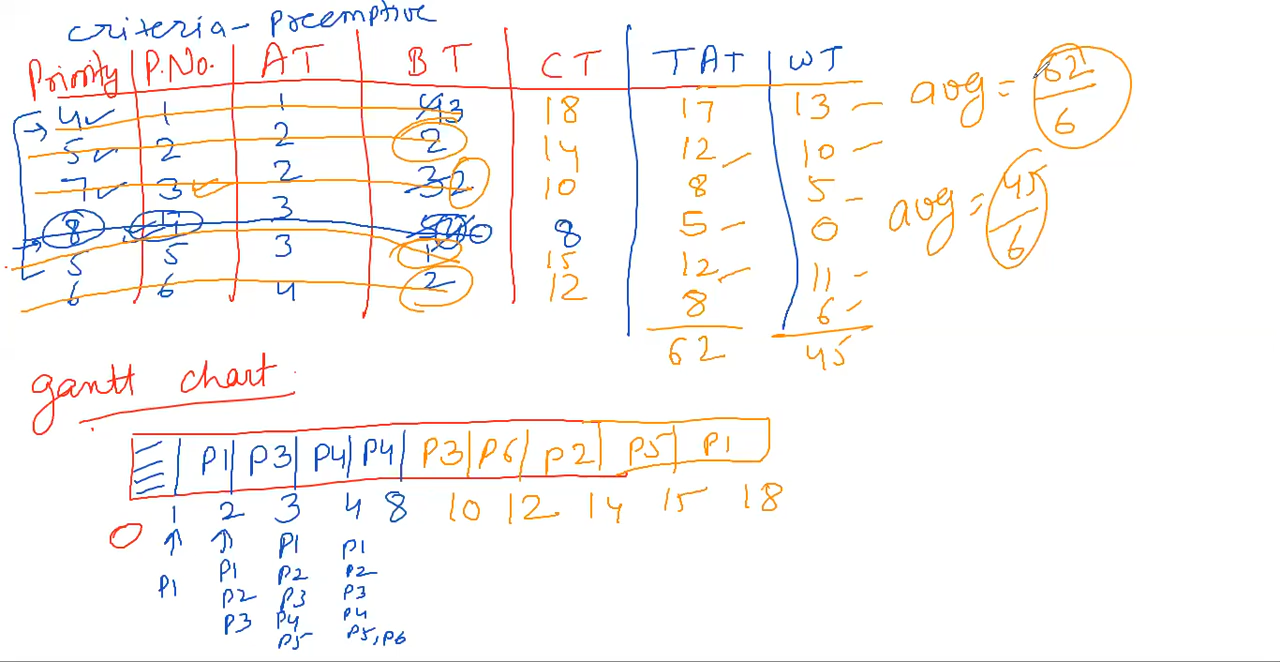 criteria - Preemptive
Priority P.No. AT BT CT TAT WT
4 1 1 18 17 13
5 2 2 2 14 12 10
7 3 2 10 8 5
8 4 3 0 8 5 0
5 5 3 1 15 12 11
6 6 4 2 12 8 6
62 45
avg = 62/6
avg = 45/6
gantt chart
P1 P3 P4 P4 P3 P6 P2 P5 P1
0 1 2 3 4 8 10 12 14 15 18
P1
P1
P2
P3
P1
P2
P3
P4
P5
P1
P2
P3
P4
P5, P6